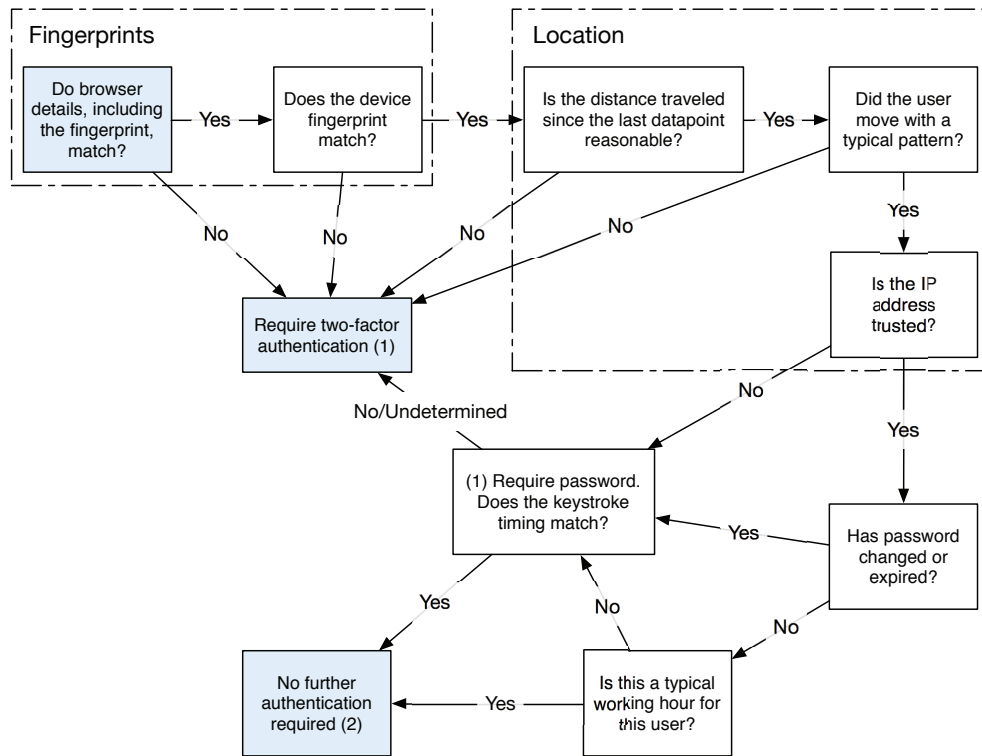 Fingerprints
Location
Do browser
details, including
the fingerprint,
match?
Yes
Does the device
fingerprint
match?
Yes
Is the distance traveled
since the last datapoint
reasonable?
Yes
Did the user
move with a
typical pattern?
No
No
No
No
Yes
Require two-factor
authentication (1)
Is the IP
address
trusted?
No/Undetermined
No
Yes
(1) Require password.
Does the keystroke
timing match?
Yes
Has password
changed or
expired?
Yes
No
No
No further
authentication
required (2)
Yes
Is this a typical
working hour for
this user?